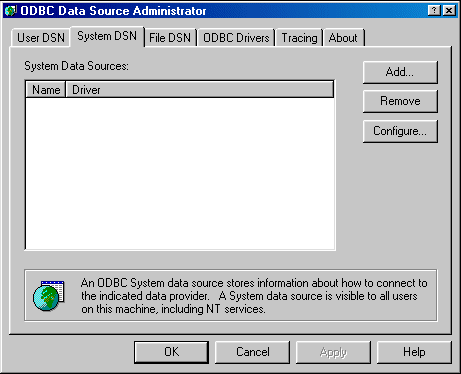 ODBC Data Source Administrator
User DSN System DSN File DSN ODBC Drivers Tracing About
System Data Sources:
Name Driver
Add...
Remove
Configure...
An ODBC System data source stores information about how to connect to
the indicated data provider. A System data source is visible to all users
on this machine, including NT services.
OK Cancel Apply Help